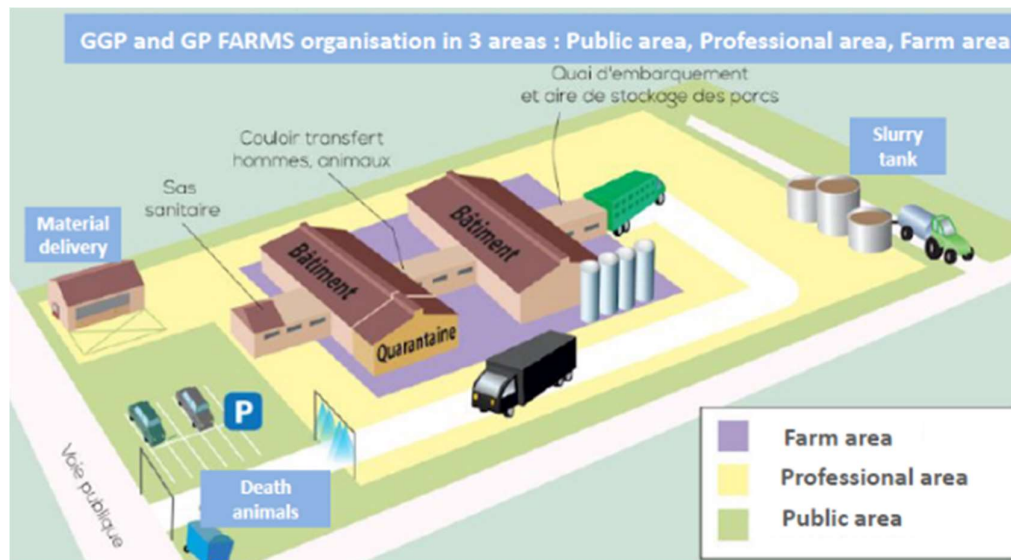 GGP and GP FARMS organisation in 3 areas : Public area, Professional area, Farm area
Quai d'embarquement
et aire de stockage des parcs
Couloir transfert
hommes, animaux
Slurry
tank
Sas
sanitaire
Material
delivery
Bâtiment
Bâtiment
Quarantaine
P
Voie publique
Death
animals
Farm area
Professional area
Public area